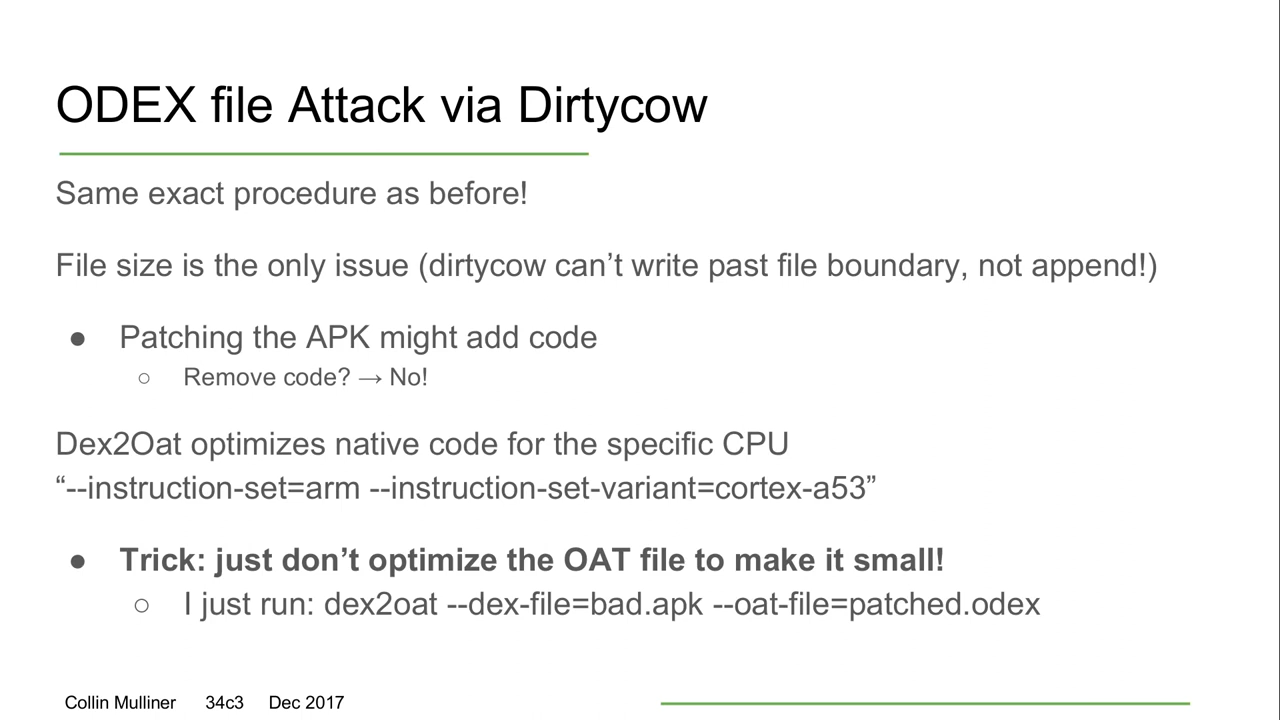 ODEX file Attack via Dirtycow
Same exact procedure as before!
File size is the only issue (dirtycow can’t write past file boundary, not append!)
● Patching the APK might add code
○ Remove code? → No!
Dex2Oat optimizes native code for the specific CPU
“--instruction-set=arm --instruction-set-variant=cortex-a53”
● Trick: just don’t optimize the OAT file to make it small!
○ I just run: dex2oat --dex-file=bad.apk --oat-file=patched.odex
Collin Mulliner 34c3 Dec 2017